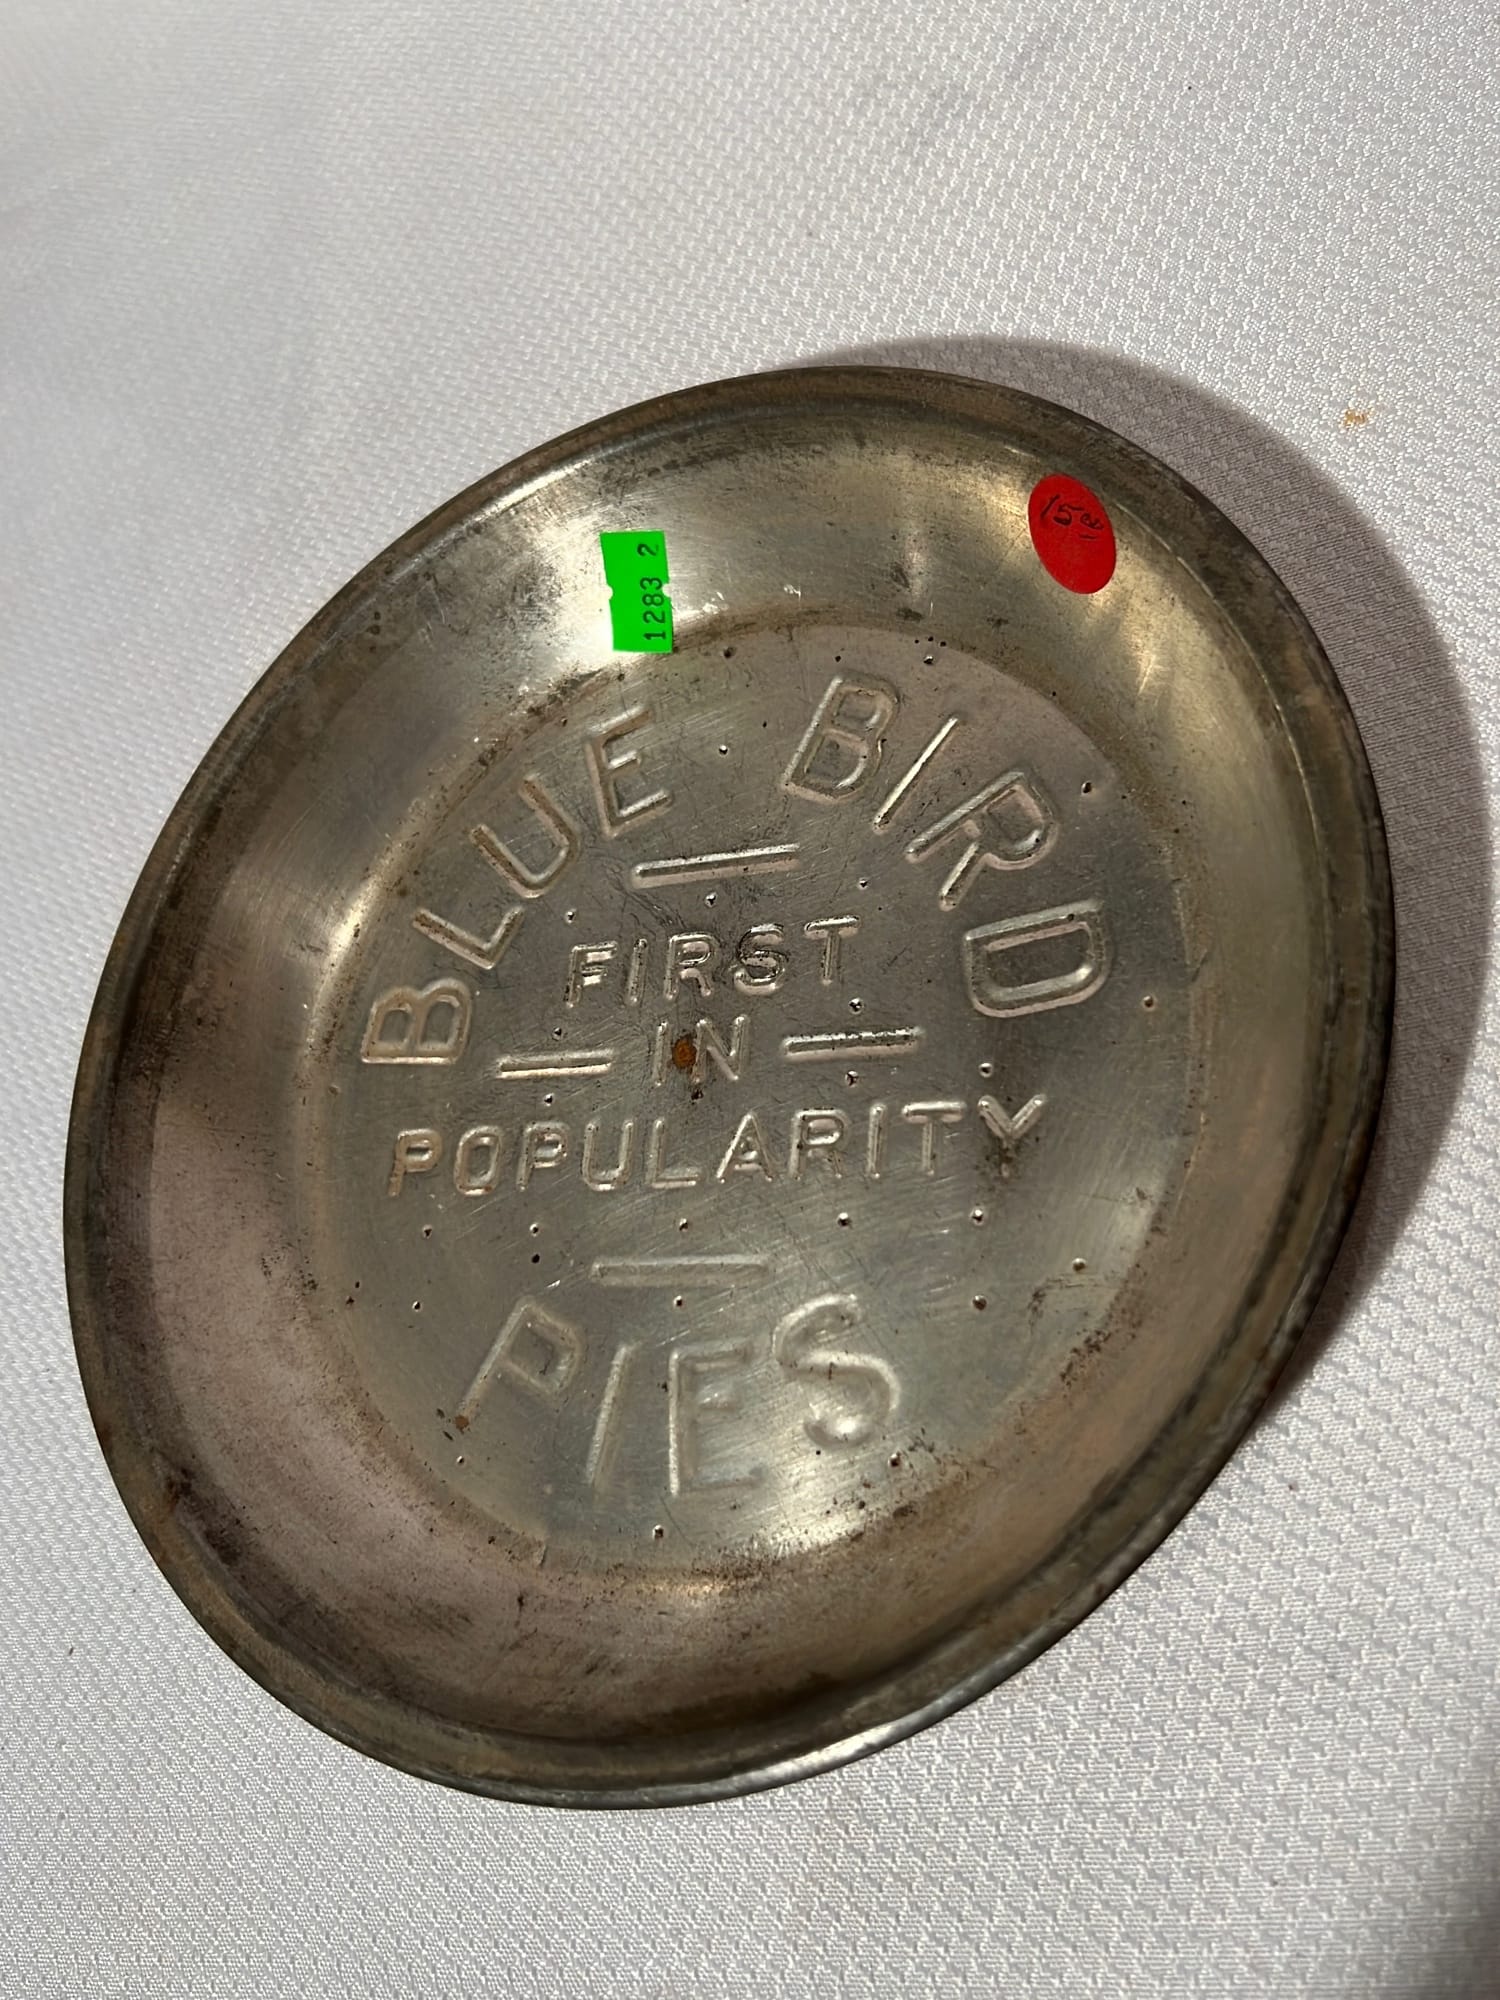 1283 2
15
BLUE BIRD
FIRST
IN
POPULARITY
PIES